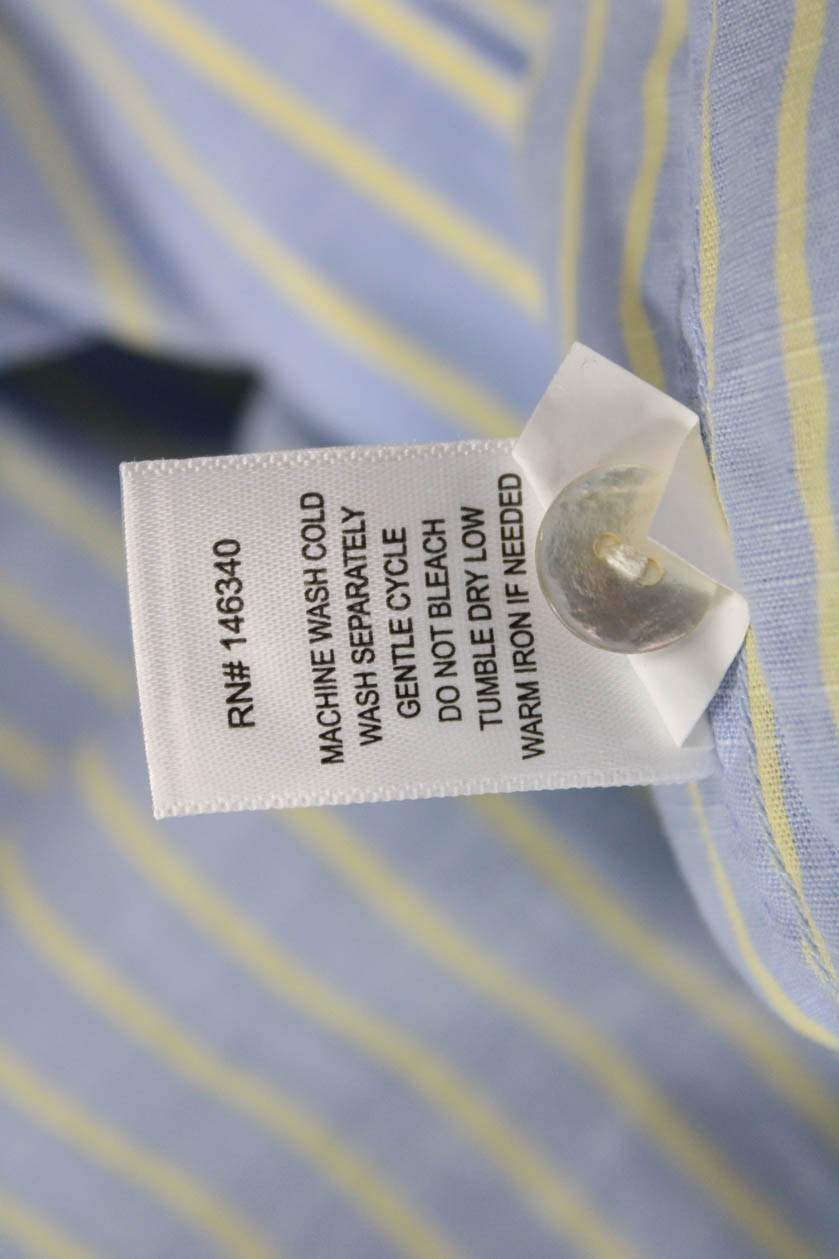 RN# 146340
MACHINE WASH COLD
WASH SEPARATELY
GENTLE CYCLE
DO NOT BLEACH
TUMBLE DRY LOW
WARM IRON IF NEEDED